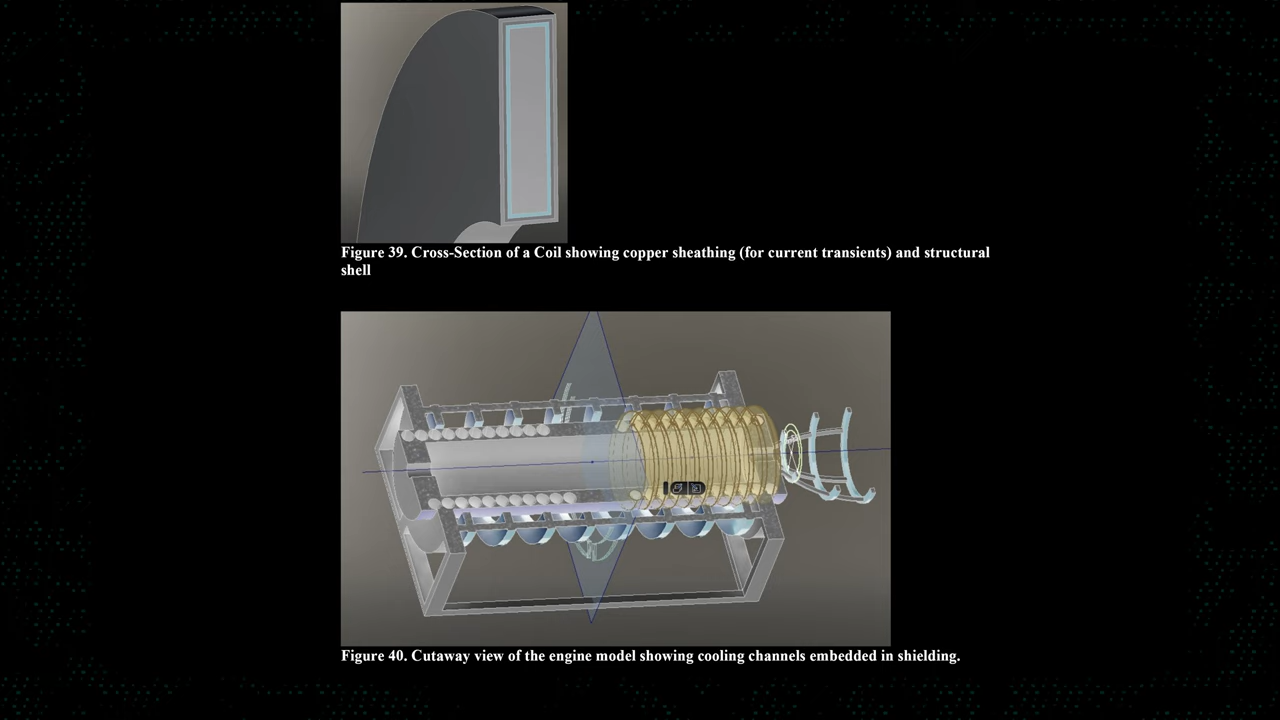 Figure 39. Cross-Section of a Coil showing copper sheathing (for current transients) and structural
shell
Figure 40. Cutaway view of the engine model showing cooling channels embedded in shielding.